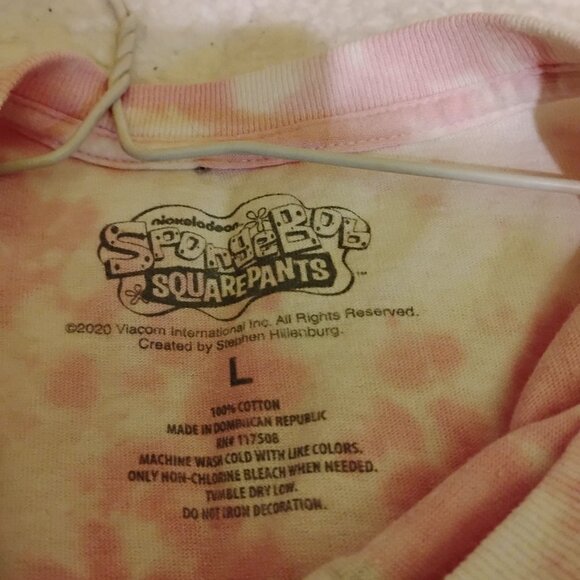 nickelodeon
SpongeBob
SQUAREPANTS
™
©2020 Viacom International Inc. All Rights Reserved.
Created by Stephen Hillenburg.
L
100% COTTON
MADE IN DOMINICAN REPUBLIC
RN# 117508
MACHINE WASH COLD WITH LIKE COLORS.
ONLY NON-CHLORINE BLEACH WHEN NEEDED.
TUMBLE DRY LOW.
DO NOT IRON DECORATION.